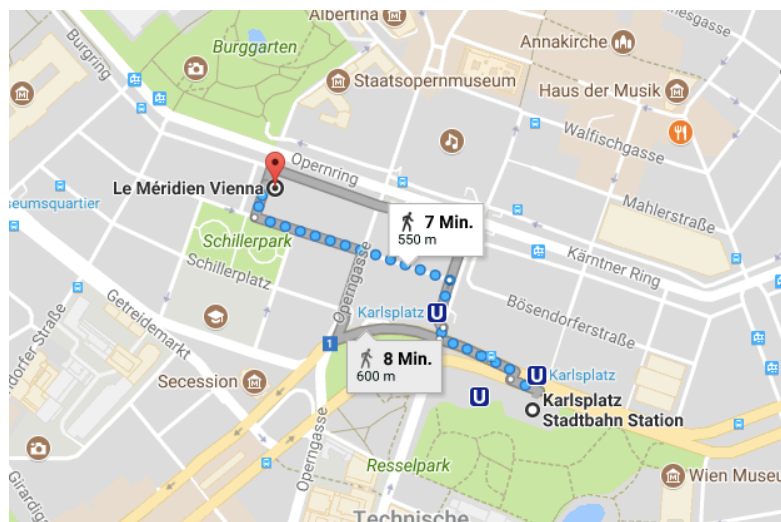 Albertina
Burggarten
Annakirche
Burgring
Staatsopernmuseum
Haus der Musik
Walfischgasse
Opernring
Le Méridien Vienna
7 Min.
550 m
Mahlerstraße
Schillerpark
Kärntner Ring
Schillerplatz
Operngasse
Karlsplatz
U
Bösendorferstraße
Getreidemarkt
1
8 Min.
600 m
Secession
U
Karlsplatz
U
Karlsplatz
Stadtbahn Station
Operngasse
Resselpark
Wien Museu
Girardig
Technische